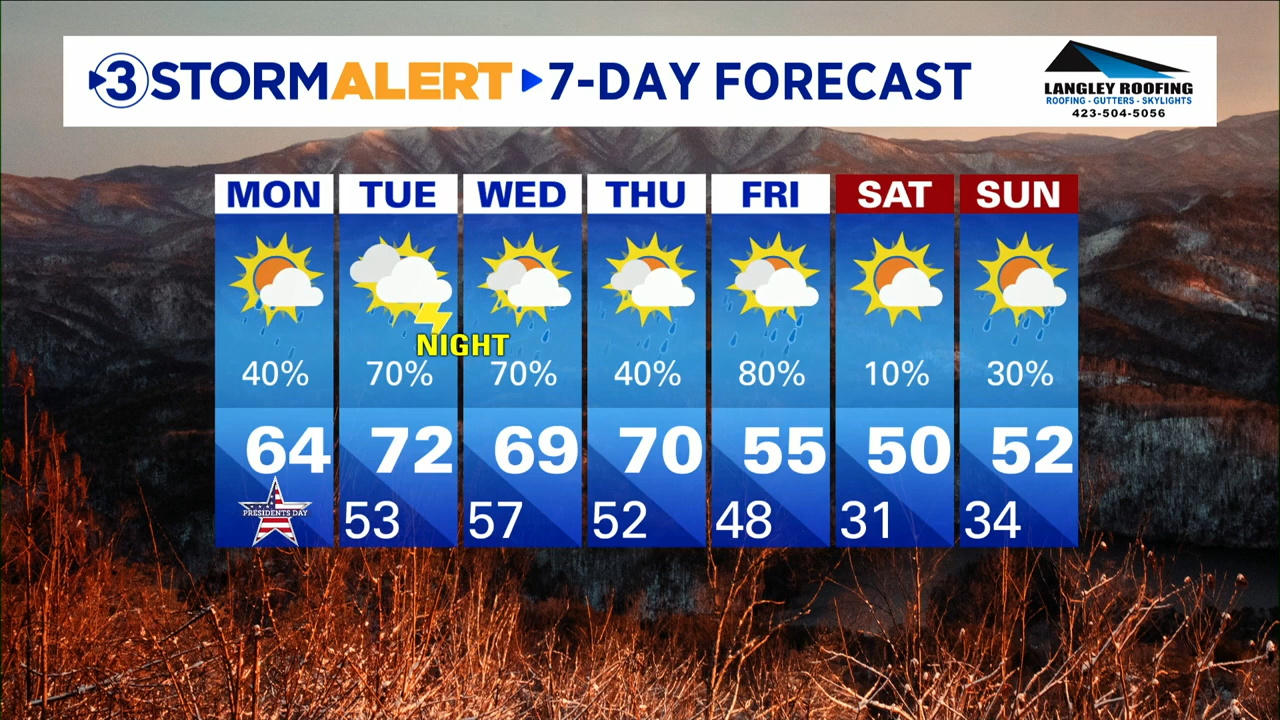 3 STORMALERT 7-DAY FORECAST
LANGLEY ROOFING
ROOFING - GUTTERS - SKYLIGHTS
423-504-5056
MON TUE WED THU FRI SAT SUN
NIGHT
40% 70% 70% 40% 80% 10% 30%
64 72 69 70 55 50 52
PRESIDENTS DAY
53 57 52 48 31 34